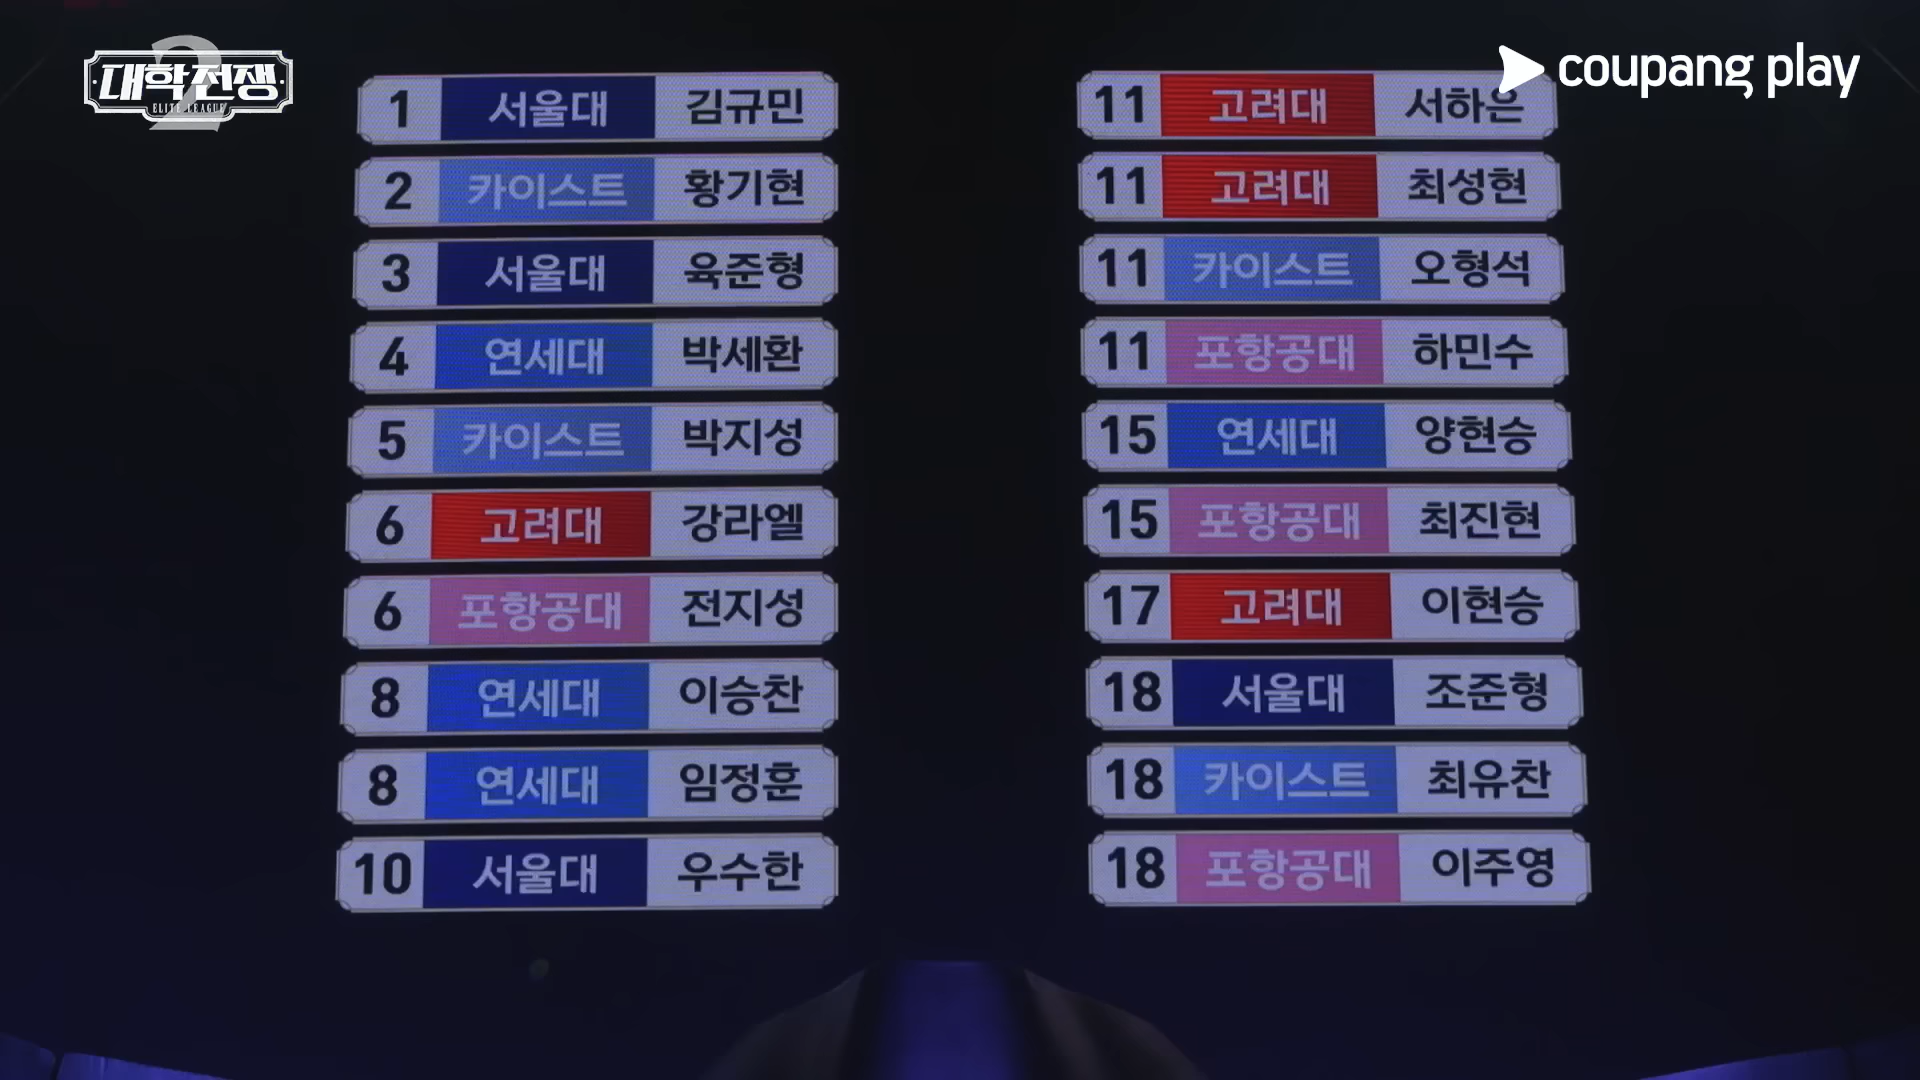 대학전쟁
2
ELITE LEAGUE
coupang play
1 서울대 김규민
2 카이스트 황기현
3 서울대 육준형
4 연세대 박세환
5 카이스트 박지성
6 고려대 강라엘
6 포항공대 전지성
8 연세대 이승찬
8 연세대 임정훈
10 서울대 우수한
11 고려대 서하은
11 고려대 최성현
11 카이스트 오형석
11 포항공대 하민수
15 연세대 양현승
15 포항공대 최진현
17 고려대 이현승
18 서울대 조준형
18 카이스트 최유찬
18 포항공대 이주영